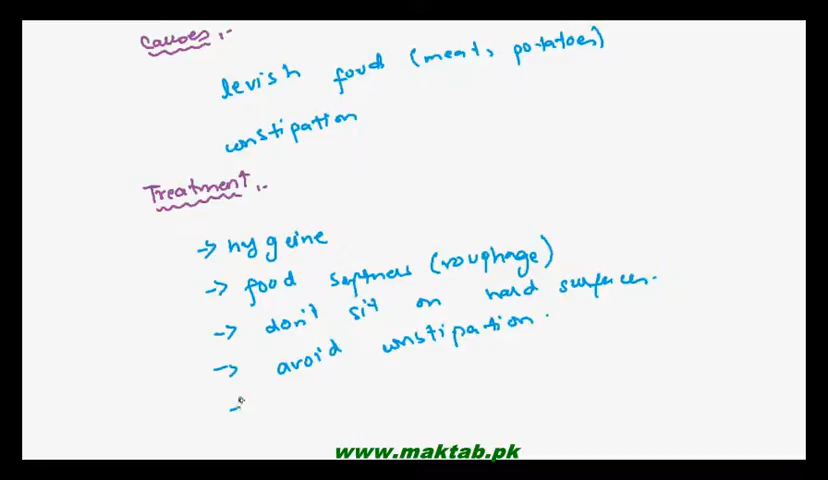 Causes :-
levish food (meat, potatoes)
constipation
Treatment :-
-> hygeine
-> food softness (roughage)
-> don't sit on hard surfaces.
-> avoid constipation.
www.maktab.pk